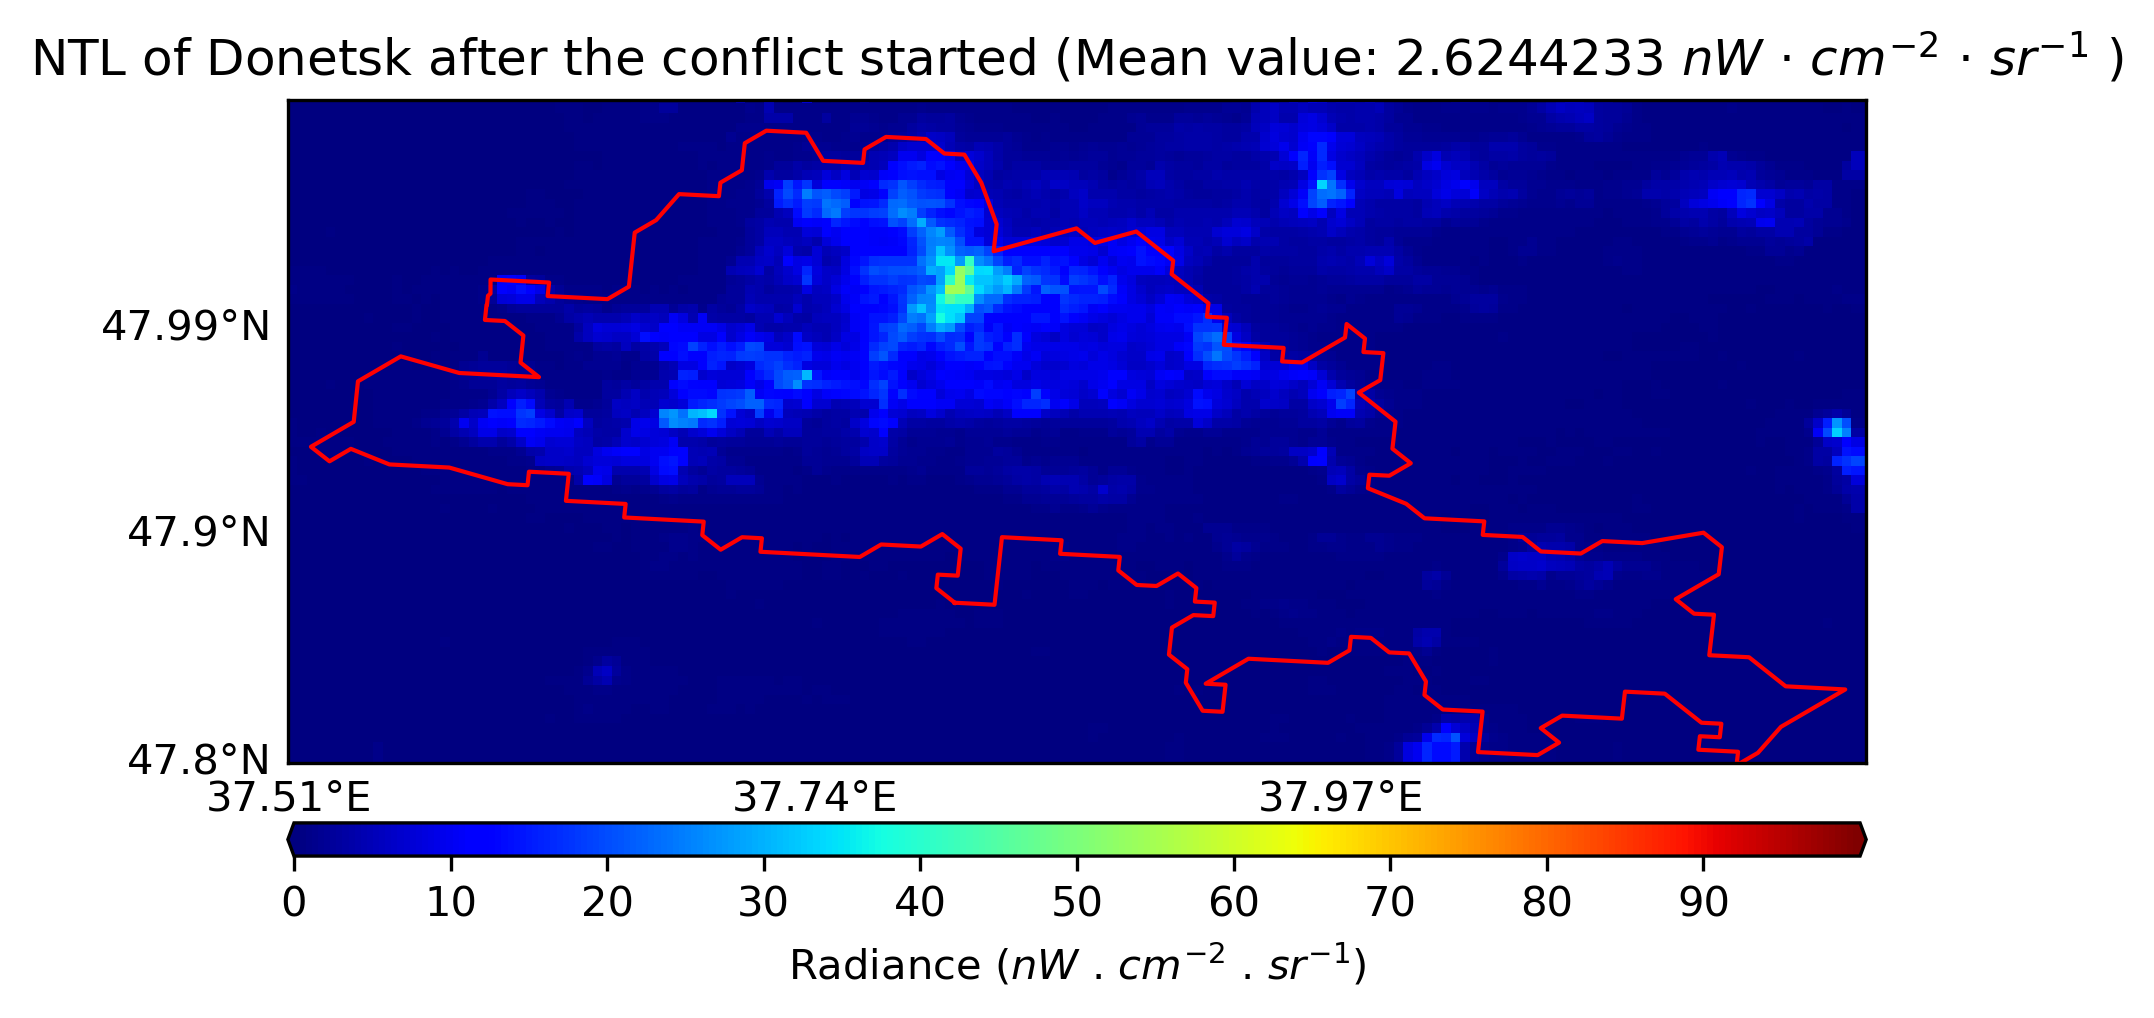 NTL of Donetsk after the conflict started (Mean value: 2.6244233 nW · cm⁻² · sr⁻¹ )
47.99°N
47.9°N
47.8°N
37.51°E 37.74°E 37.97°E
0 10 20 30 40 50 60 70 80 90
Radiance (nW . cm⁻² . sr⁻¹)